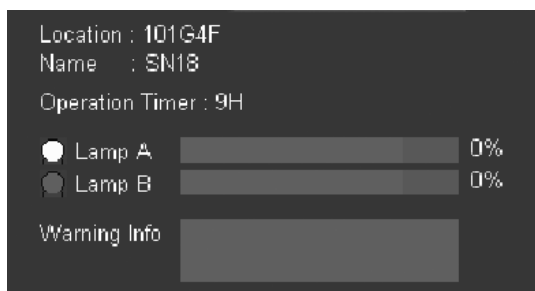 Location : 101G4F
Name : SN18
Operation Timer : 9H
Lamp A 0%
Lamp B 0%
Warning Info